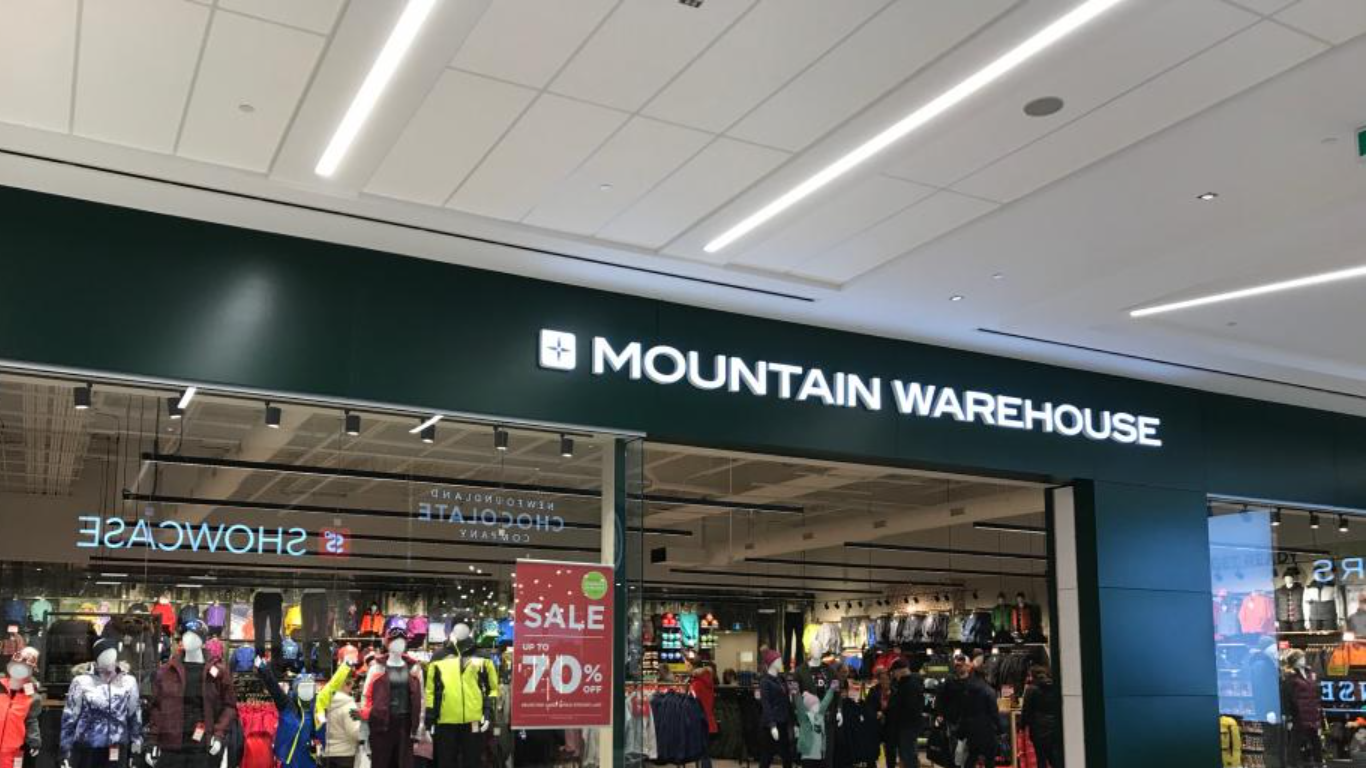 MOUNTAIN WAREHOUSE
NEWFOUNDLAND
CHOCOLATE
COMPANY
SHOWCASE
SALE
UP TO
70%
OFF